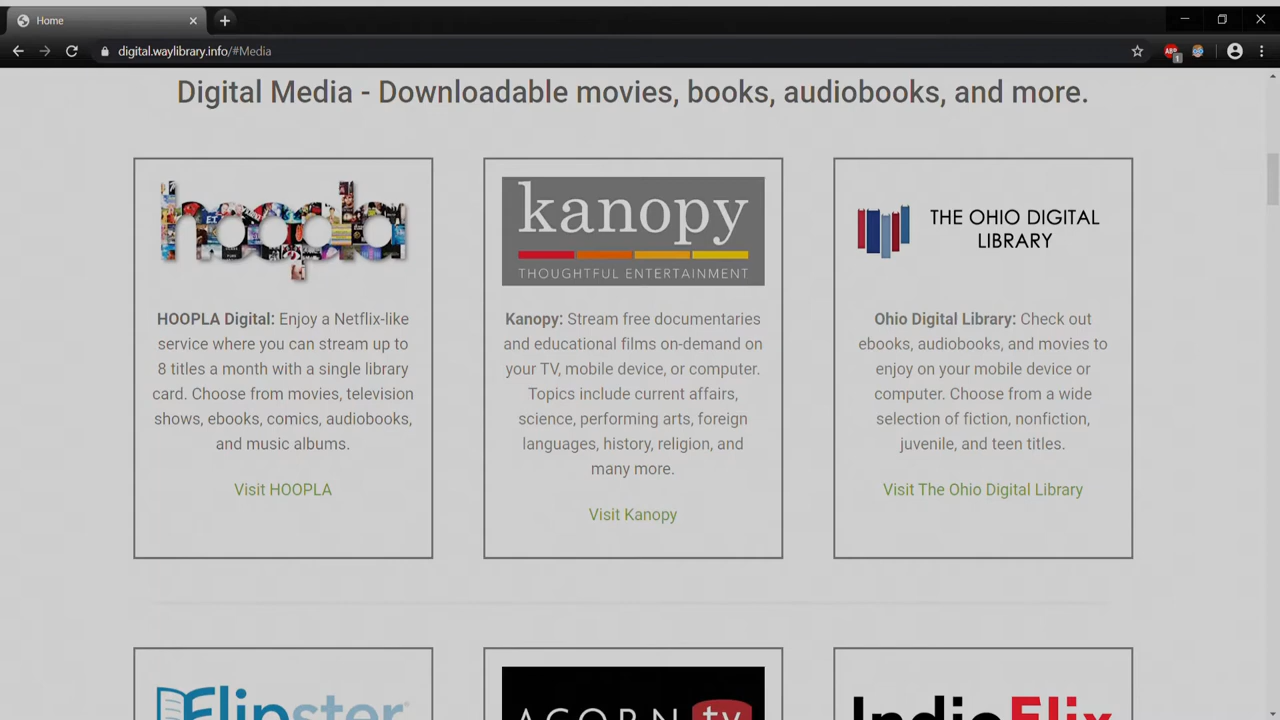 Home
digital.waylibrary.info/#Media
ABP
1
Digital Media - Downloadable movies, books, audiobooks, and more.
hoopla
HOOPLA Digital: Enjoy a Netflix-like
service where you can stream up to
8 titles a month with a single library
card. Choose from movies, television
shows, ebooks, comics, audiobooks,
and music albums.
Visit HOOPLA
kanopy
THOUGHTFUL ENTERTAINMENT
Kanopy: Stream free documentaries
and educational films on-demand on
your TV, mobile device, or computer.
Topics include current affairs,
science, performing arts, foreign
languages, history, religion, and
many more.
Visit Kanopy
THE OHIO DIGITAL
LIBRARY
Ohio Digital Library: Check out
ebooks, audiobooks, and movies to
enjoy on your mobile device or
computer. Choose from a wide
selection of fiction, nonfiction,
juvenile, and teen titles.
Visit The Ohio Digital Library
Flipster
ACORN tv
IndieFlix